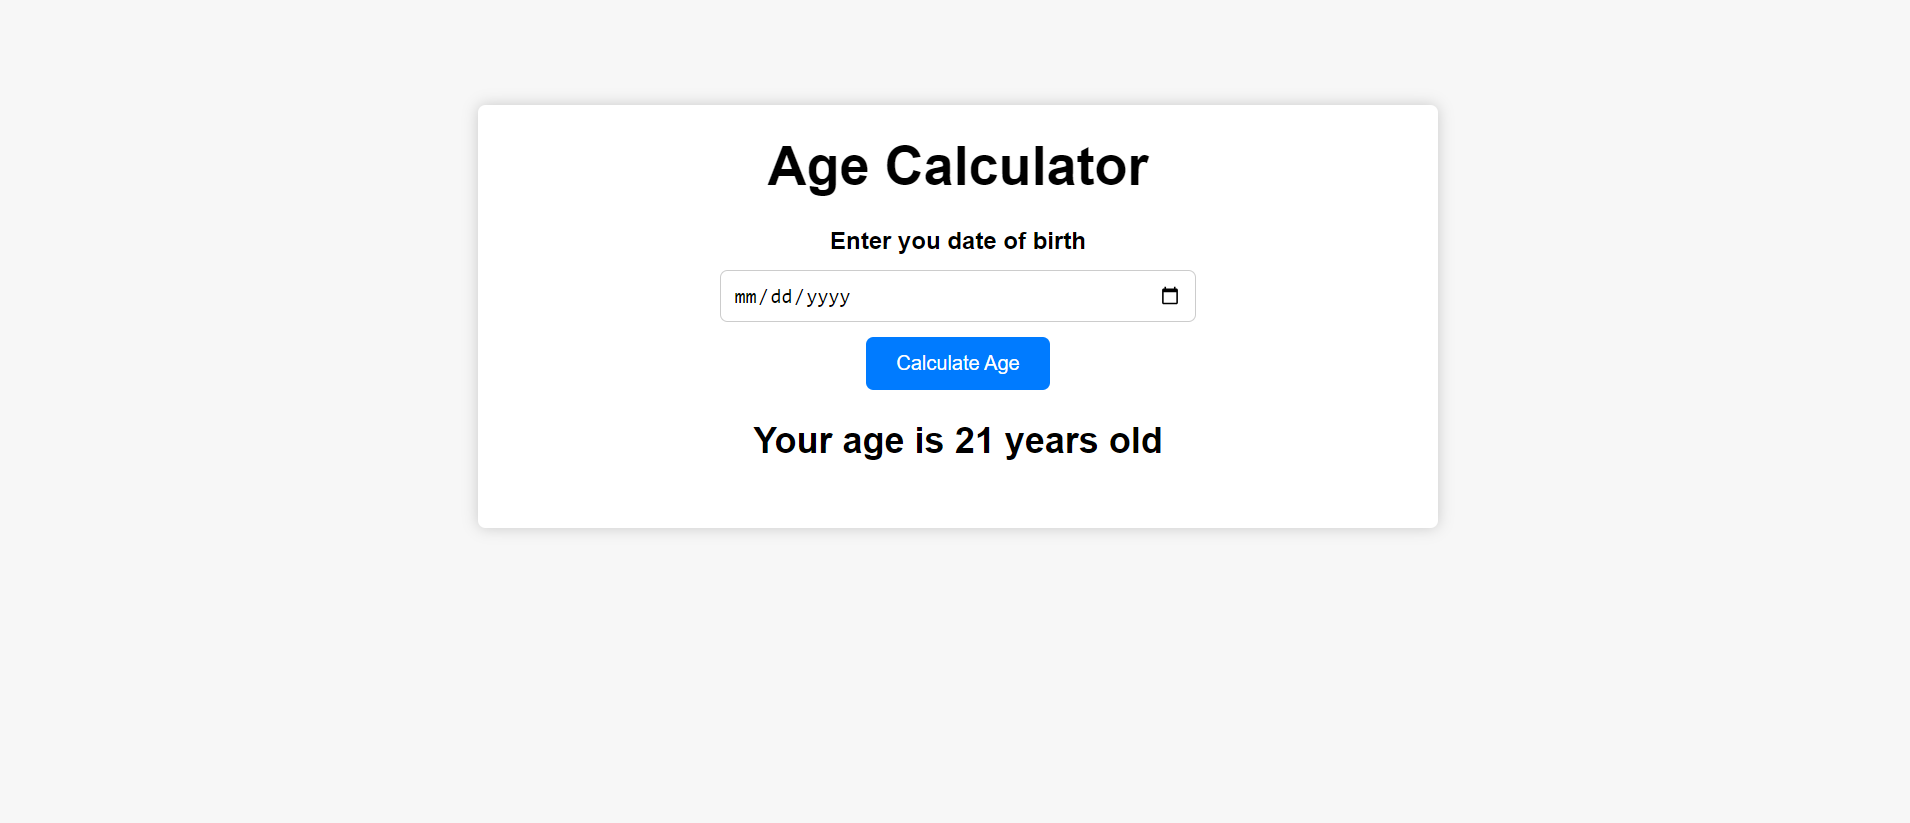 Age Calculator
Enter you date of birth
mm/dd/yyyy
Calculate Age
Your age is 21 years old